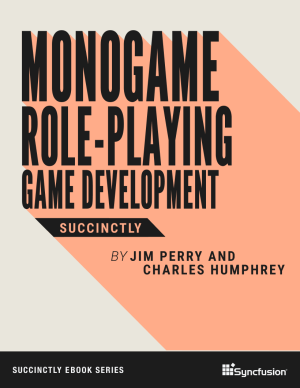 MONOGAME
ROLE-PLAYING
GAME DEVELOPMENT
SUCCINCTLY
BY JIM PERRY AND
CHARLES HUMPHREY
SUCCINCTLY EBOOK SERIES
Syncfusion